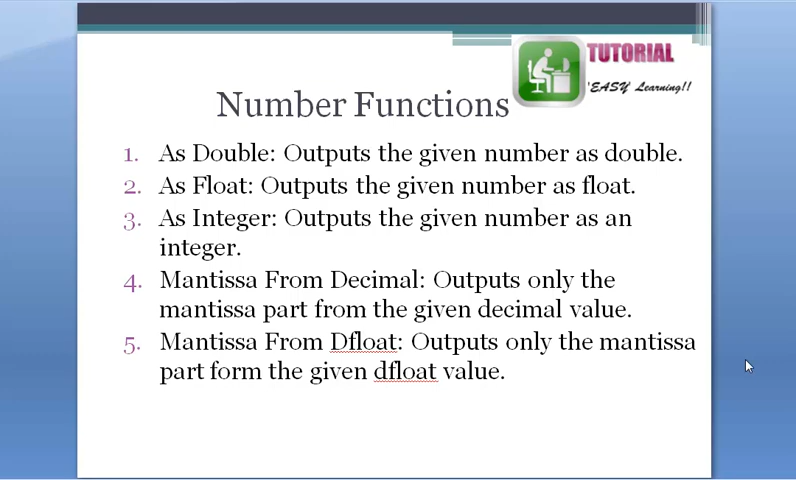 TUTORIAL
'EASY Learning!!
Number Functions
1. As Double: Outputs the given number as double.
2. As Float: Outputs the given number as float.
3. As Integer: Outputs the given number as an
integer.
4. Mantissa From Decimal: Outputs only the
mantissa part from the given decimal value.
5. Mantissa From Dfloat: Outputs only the mantissa
part form the given dfloat value.